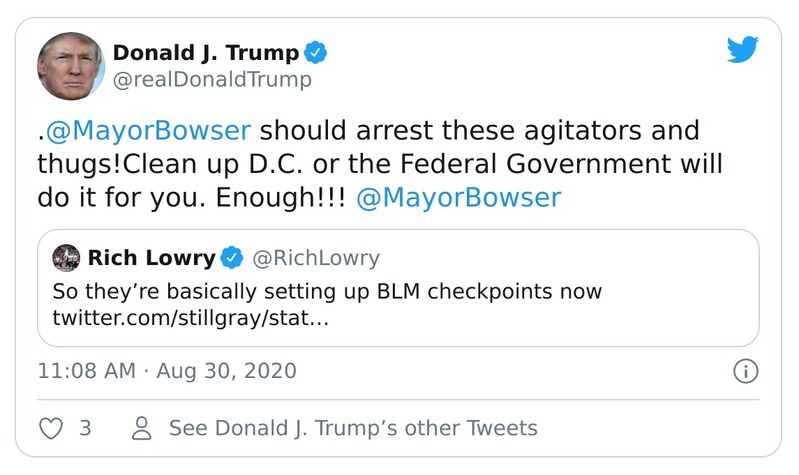 Donald J. Trump
@realDonaldTrump
.@MayorBowser should arrest these agitators and
thugs!Clean up D.C. or the Federal Government will
do it for you. Enough!!! @MayorBowser
Rich Lowry @RichLowry
So they’re basically setting up BLM checkpoints now
twitter.com/stillgray/stat…
11:08 AM · Aug 30, 2020
3 See Donald J. Trump’s other Tweets